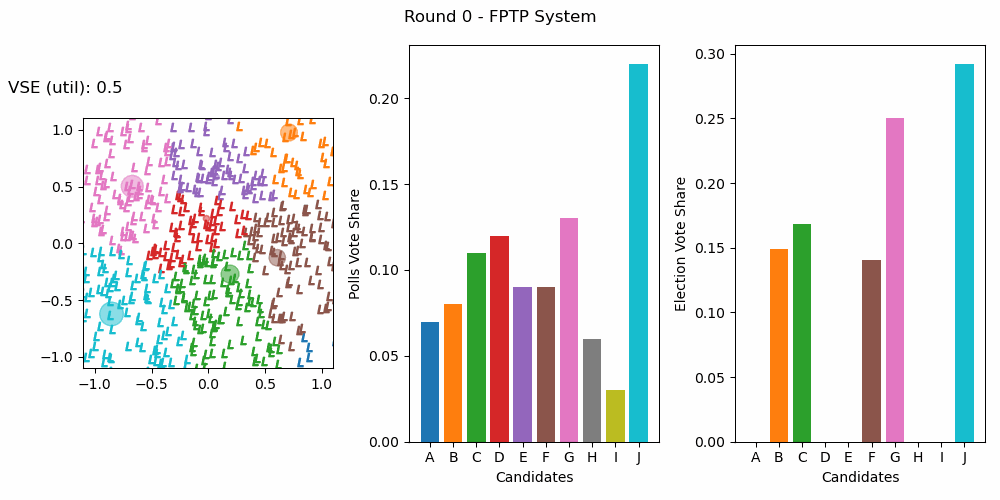 Round 0 - FPTP System
VSE (util): 0.5
1.0
0.5
0.0
−0.5
−1.0
−1.0 −0.5 0.0 0.5 1.0
Polls Vote Share
0.20
0.15
0.10
0.05
0.00
A B C D E F G H I J
Candidates
Election Vote Share
0.30
0.25
0.20
0.15
0.10
0.05
0.00
A B C D E F G H I J
Candidates